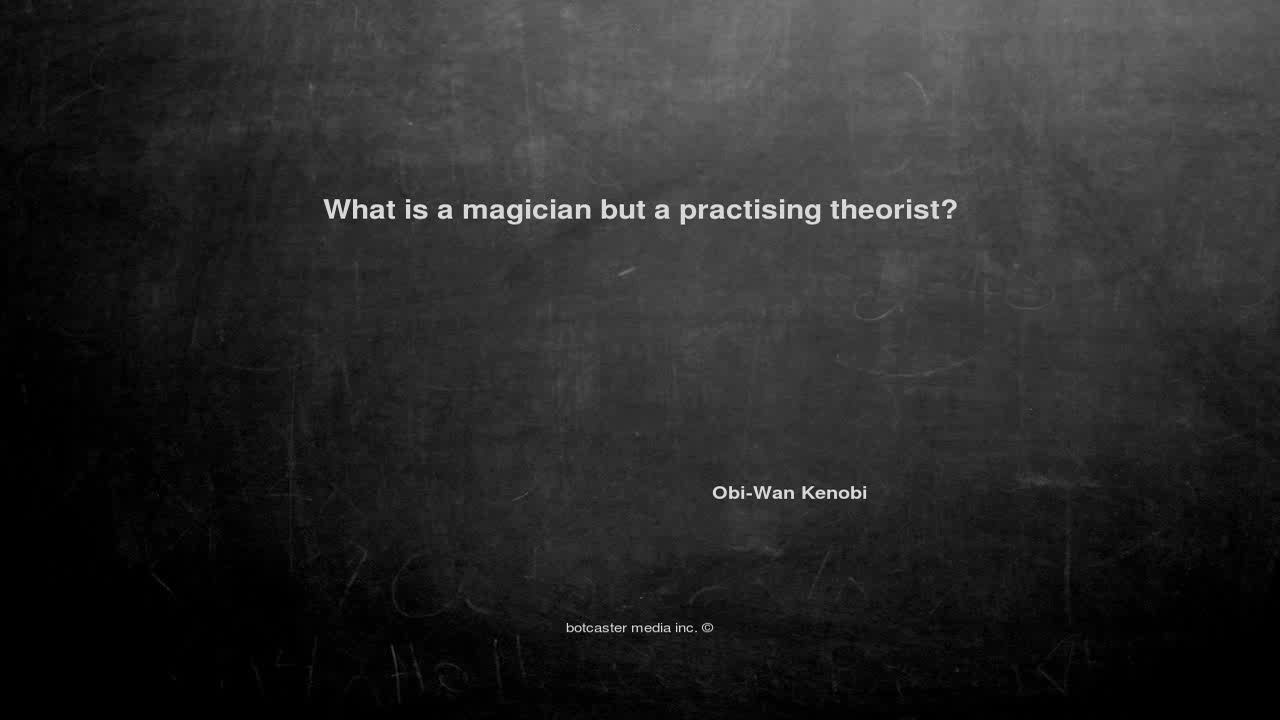 What is a magician but a practising theorist?
Obi-Wan Kenobi
botcaster media inc. ©